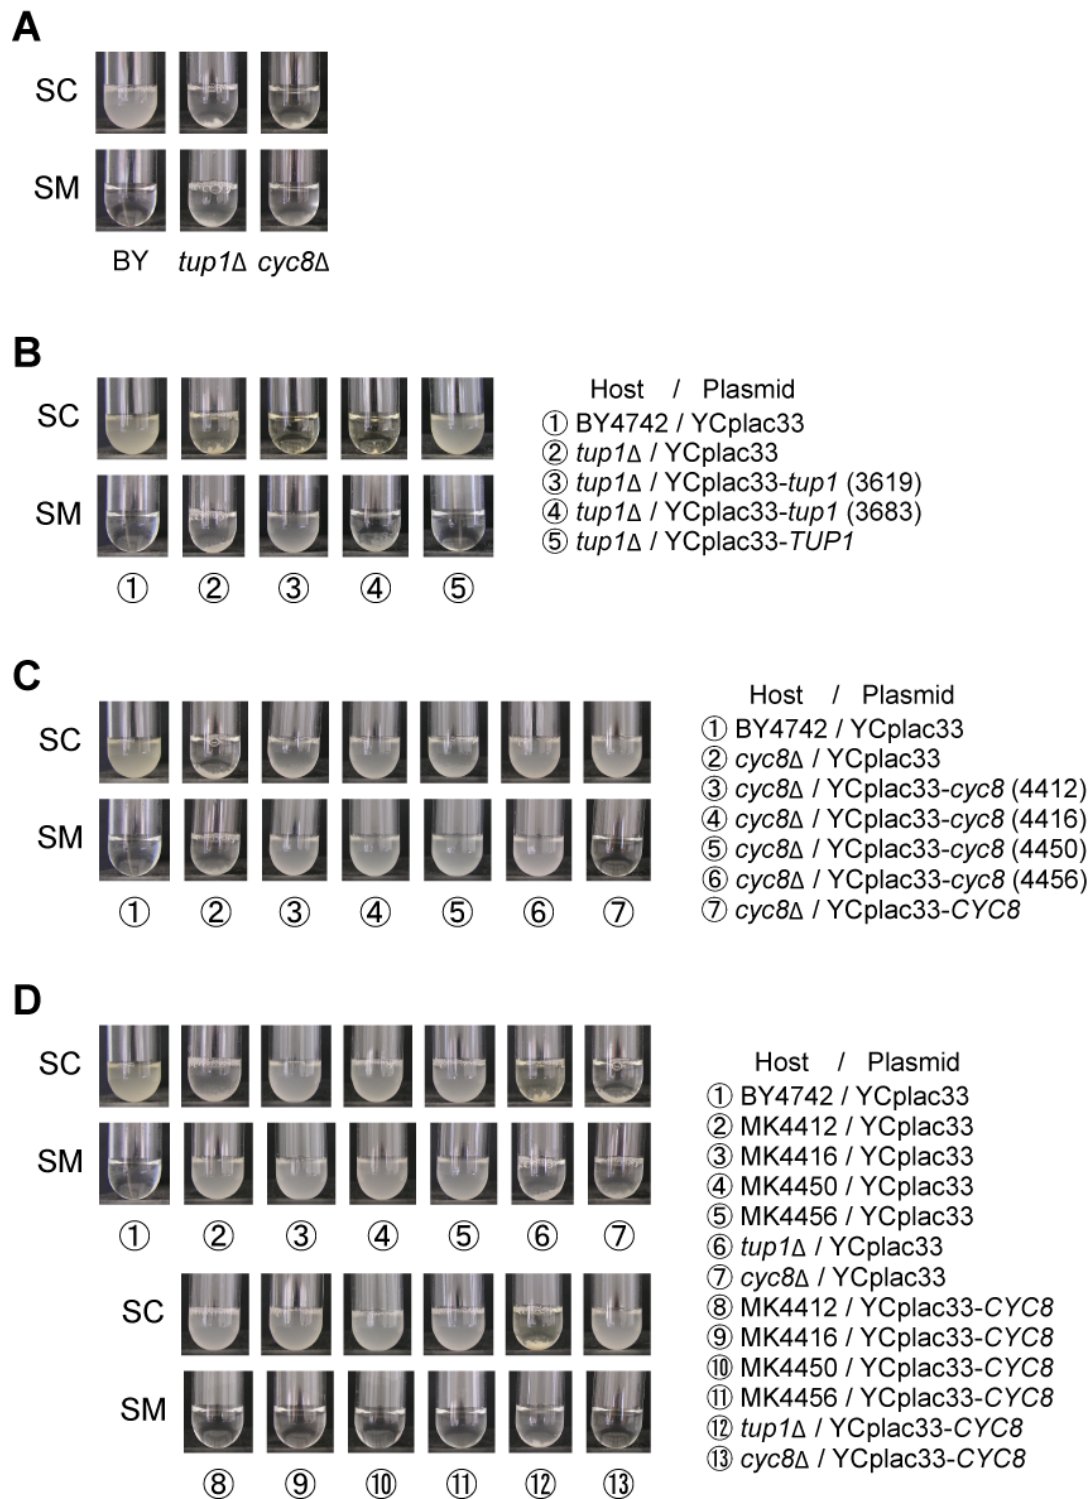 A
SC
SM
BY tup1Δ cyc8Δ
B
Host / Plasmid
SC
① BY4742 / YCplac33
② tup1Δ / YCplac33
③ tup1Δ / YCplac33-tup1 (3619)
SM
④ tup1Δ / YCplac33-tup1 (3683)
⑤ tup1Δ / YCplac33-TUP1
① ② ③ ④ ⑤
C
Host / Plasmid
SC
① BY4742 / YCplac33
② cyc8Δ / YCplac33
③ cyc8Δ / YCplac33-cyc8 (4412)
④ cyc8Δ / YCplac33-cyc8 (4416)
SM
⑤ cyc8Δ / YCplac33-cyc8 (4450)
⑥ cyc8Δ / YCplac33-cyc8 (4456)
⑦ cyc8Δ / YCplac33-CYC8
① ② ③ ④ ⑤ ⑥ ⑦
D
SC
SM
① ② ③ ④ ⑤ ⑥ ⑦
SC
SM
⑧ ⑨ ⑩ ⑪ ⑫ ⑬
Host / Plasmid
① BY4742 / YCplac33
② MK4412 / YCplac33
③ MK4416 / YCplac33
④ MK4450 / YCplac33
⑤ MK4456 / YCplac33
⑥ tup1Δ / YCplac33
⑦ cyc8Δ / YCplac33
⑧ MK4412 / YCplac33-CYC8
⑨ MK4416 / YCplac33-CYC8
⑩ MK4450 / YCplac33-CYC8
⑪ MK4456 / YCplac33-CYC8
⑫ tup1Δ / YCplac33-CYC8
⑬ cyc8Δ / YCplac33-CYC8